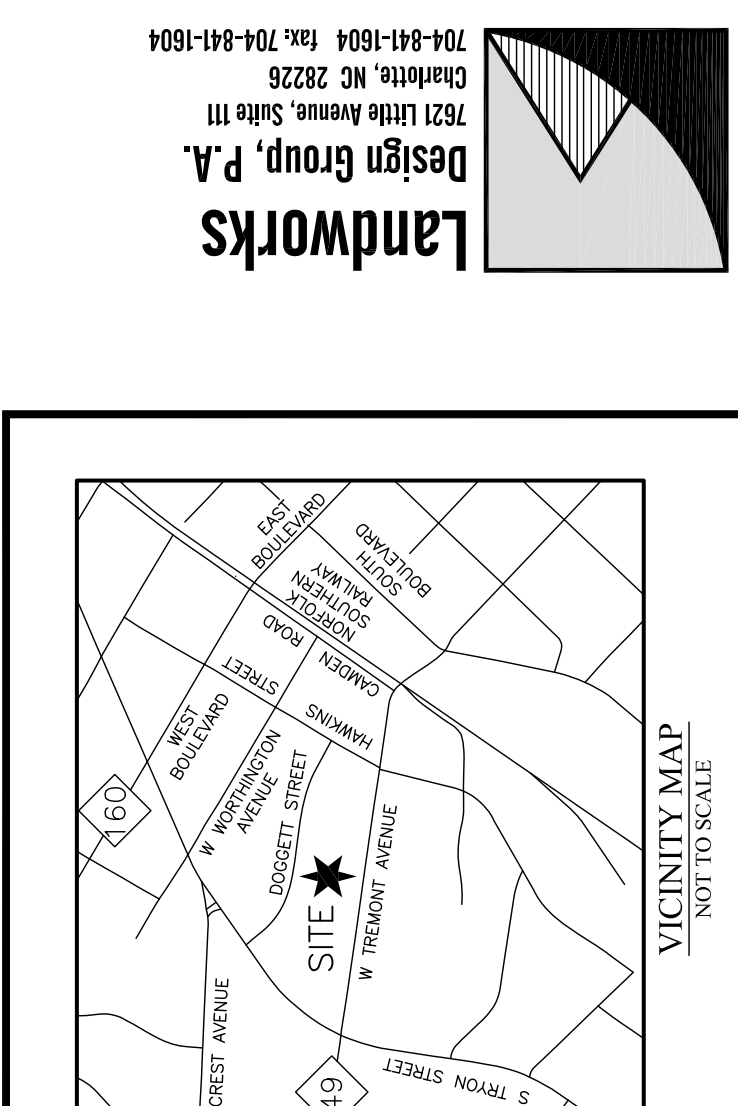 Landworks
Design Group, P.A.
7621 Little Avenue, Suite 111
Charlotte, NC 28226
704-841-1604 fax: 704-841-1604
EAST
BOULEVARD
SOUTH
BOULEVARD
NORFOLK
SOUTHERN
RAILWAY
CAMDEN
ROAD
HAWKINS
STREET
WEST
BOULEVARD
160
W WORTHINGTON
AVENUE
DOGGETT STREET
SITE
W TREMONT AVENUE
CREST AVENUE
49
S TRYON STREET
VICINITY MAP
NOT TO SCALE